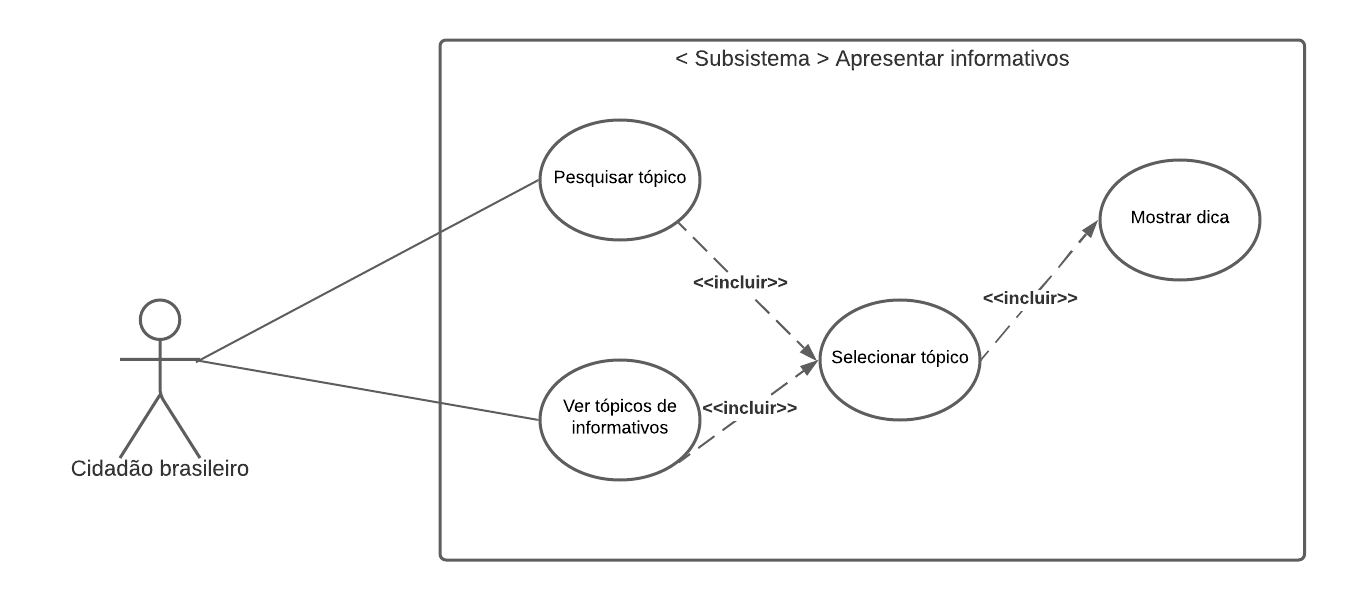 < Subsistema > Apresentar informativos
Pesquisar tópico
Mostrar dica
<<incluir>>
<<incluir>>
Selecionar tópico
Ver tópicos de
informativos
<<incluir>>
Cidadão brasileiro